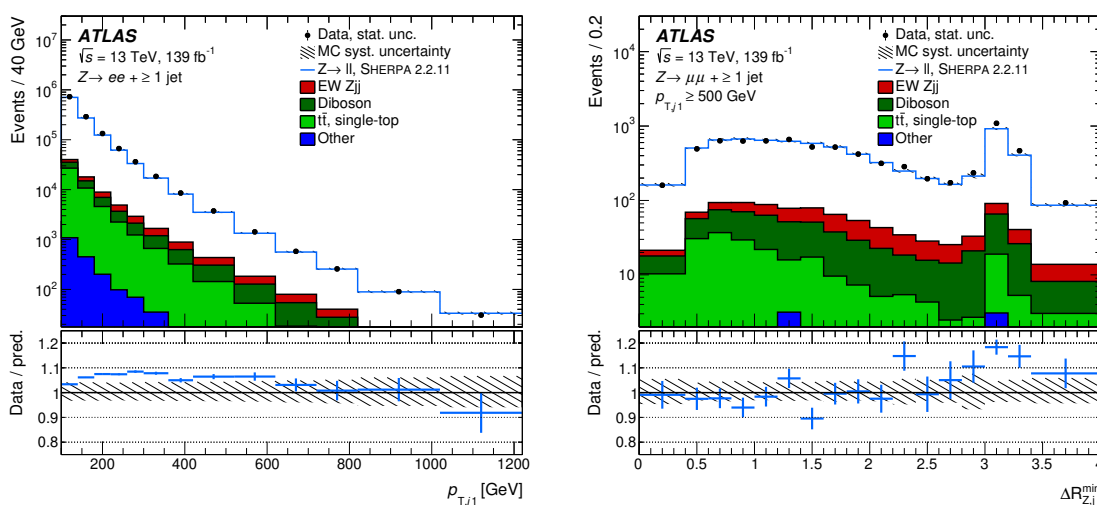 Events / 40 GeV
10⁷
10⁶
10⁵
10⁴
10³
10²
ATLAS
√s = 13 TeV, 139 fb⁻¹
Z→ ee + ≥ 1 jet
Data, stat. unc.
MC syst. uncertainty
Z→ ll, SHERPA 2.2.11
EW Zjj
Diboson
tt̄, single-top
Other
Data / pred.
1.2
1.1
1
0.9
0.8
200 400 600 800 1000 1200
p_T,j1 [GeV]
Events / 0.2
10⁴
10³
10²
10
ATLAS
√s = 13 TeV, 139 fb⁻¹
Z→ μμ + ≥ 1 jet
p_T,j1 ≥ 500 GeV
Data, stat. unc.
MC syst. uncertainty
Z→ ll, SHERPA 2.2.11
EW Zjj
Diboson
tt̄, single-top
Other
Data / pred.
1.2
1.1
1
0.9
0.8
0 0.5 1 1.5 2 2.5 3 3.5 4
ΔR_Z,j^min